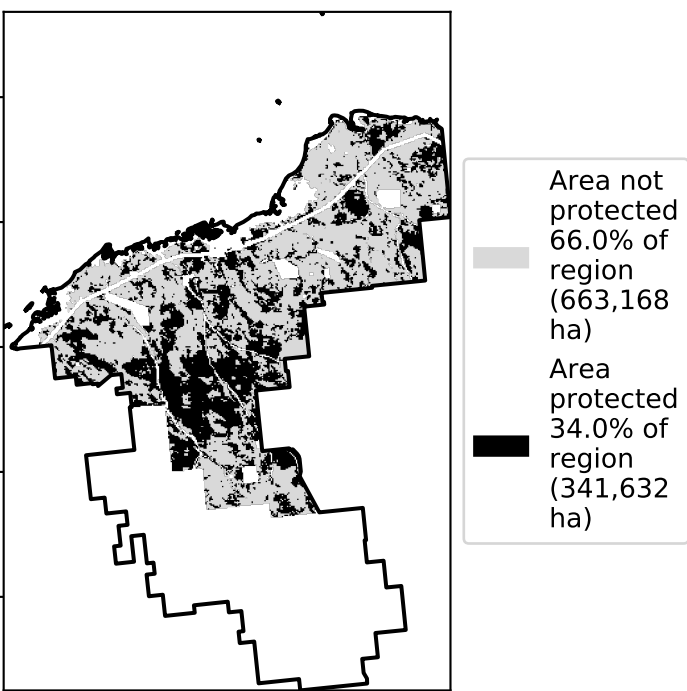 Area not
protected
66.0% of
region
(663,168
ha)
Area
protected
34.0% of
region
(341,632
ha)